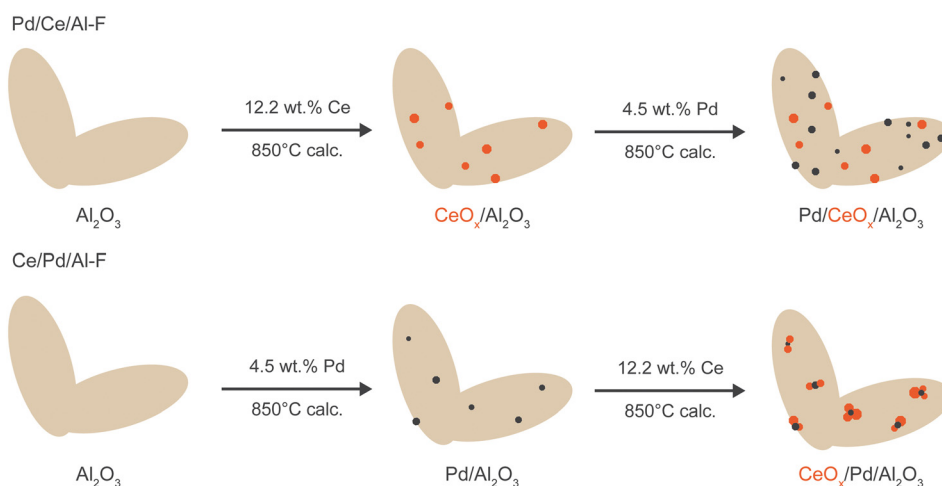 Pd/Ce/Al-F
12.2 wt.% Ce
850°C calc.
4.5 wt.% Pd
850°C calc.
Al₂O₃
CeOₓ/Al₂O₃
Pd/CeOₓ/Al₂O₃
Ce/Pd/Al-F
4.5 wt.% Pd
850°C calc.
12.2 wt.% Ce
850°C calc.
Al₂O₃
Pd/Al₂O₃
CeOₓ/Pd/Al₂O₃